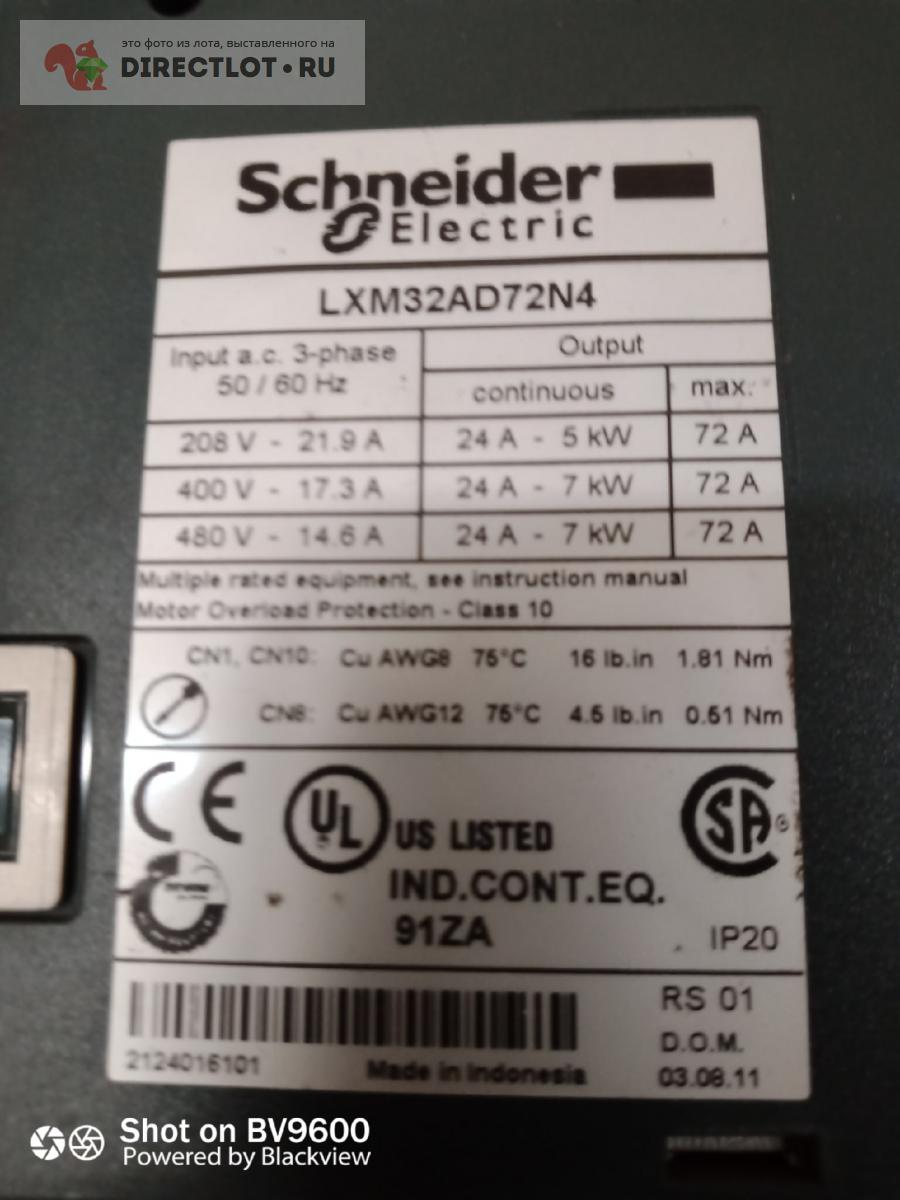 это фото из лота, выставленного на
DIRECTLOT•RU
Schneider
Electric
LXM32AD72N4
Input a.c. 3-phase
50 / 60 Hz
Output
continuous
max.
208 V - 21.9 A
24 A - 5 kW
72 A
400 V - 17.3 A
24 A - 7 kW
72 A
480 V - 14.6 A
24 A - 7 kW
72 A
Multiple rated equipment, see instruction manual
Motor Overload Protection - Class 10
CN1, CN10: Cu AWG8 75°C 16 lb.in 1.81 Nm
CN8: Cu AWG12 75°C 4.5 lb.in 0.51 Nm
CE
UL
US LISTED
SA ®
IND.CONT.EQ.
91ZA
IP20
RS 01
D.O.M.
2124016101
Made in Indonesia
03.08.11
Shot on BV9600
Powered by Blackview